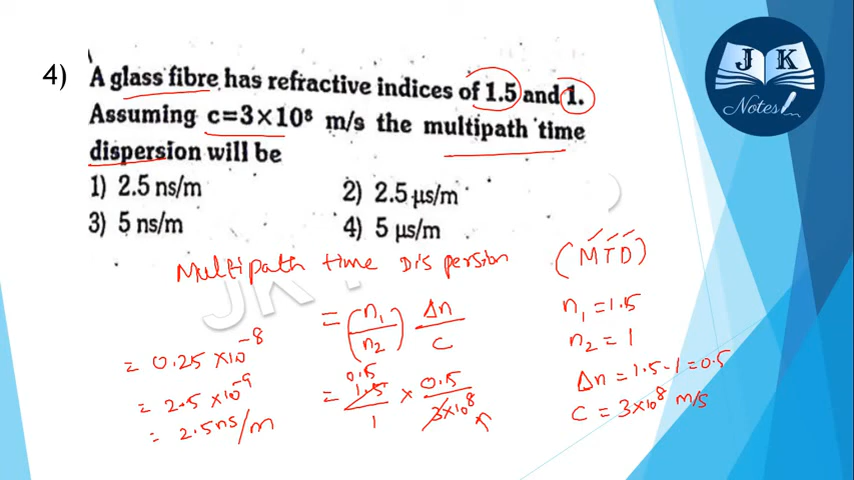 4) A glass fibre has refractive indices of 1.5 and 1.
Assuming c=3×10⁸ m/s the multipath time
dispersion will be
1) 2.5 ns/m 2) 2.5 μs/m
3) 5 ns/m 4) 5 μs/m
JK
Notes
Multipath time Dispersion (MTD)
= (n₁/n₂) Δn/C
= 1.5/1 × 0.5/3×10⁸
0.5
= 0.25 ×10⁻⁸
= 2.5 ×10⁻⁹
= 2.5 ns/m
n₁ = 1.5
n₂ = 1
Δn = 1.5-1 = 0.5
C = 3×10⁸ m/s